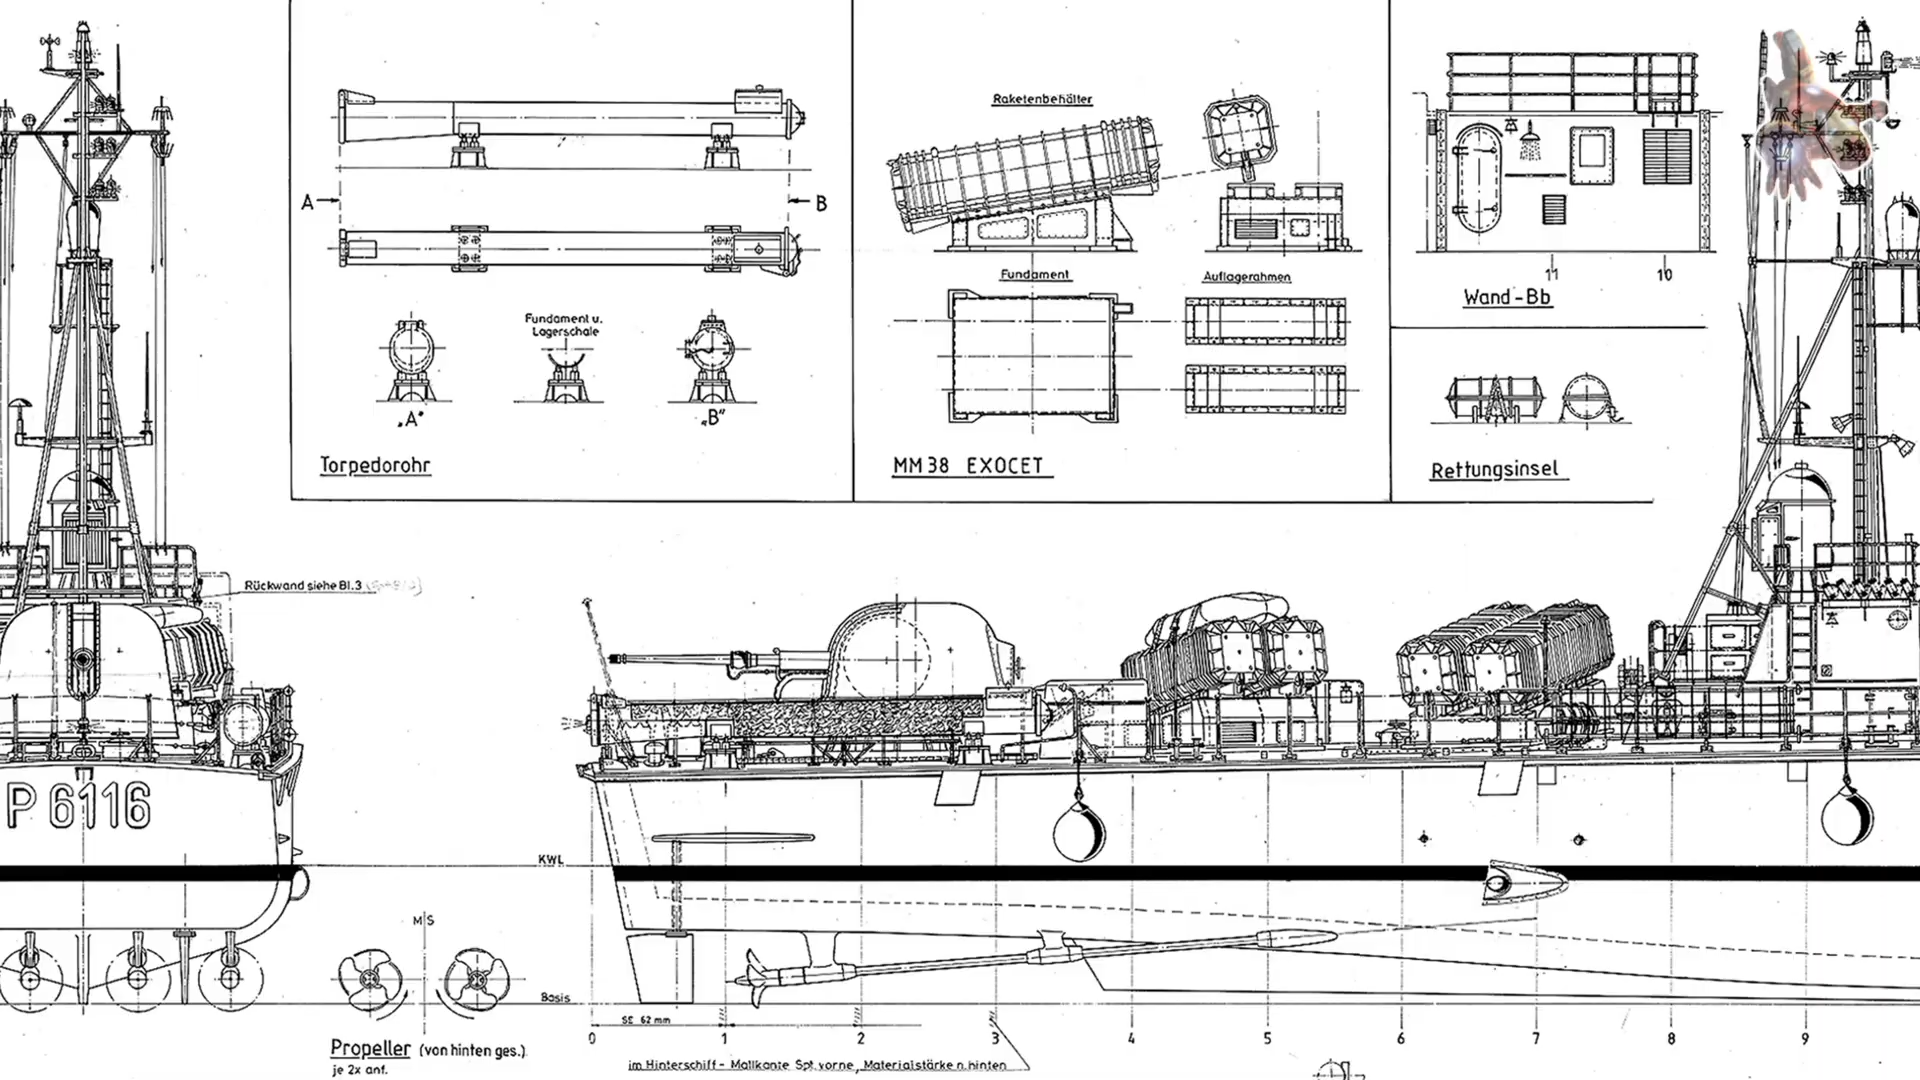 A
B
Fundament u.
Lagerschale
„A"
„B"
Torpedorohr
Raketenbehälter
Fundament
Auflagerahmen
MM 38 EXOCET
11
10
Wand-Bb
Rettungsinsel
Rückwand siehe Bl.3
P 6116
KWL
M S
Basis
SE 62 mm
0 1 2 3 4 5 6 7 8 9
Propeller (von hinten ges.)
je 2x anf.
im Hinterschiff - Mallkante Spt. vorne, Materialstärke n. hinten